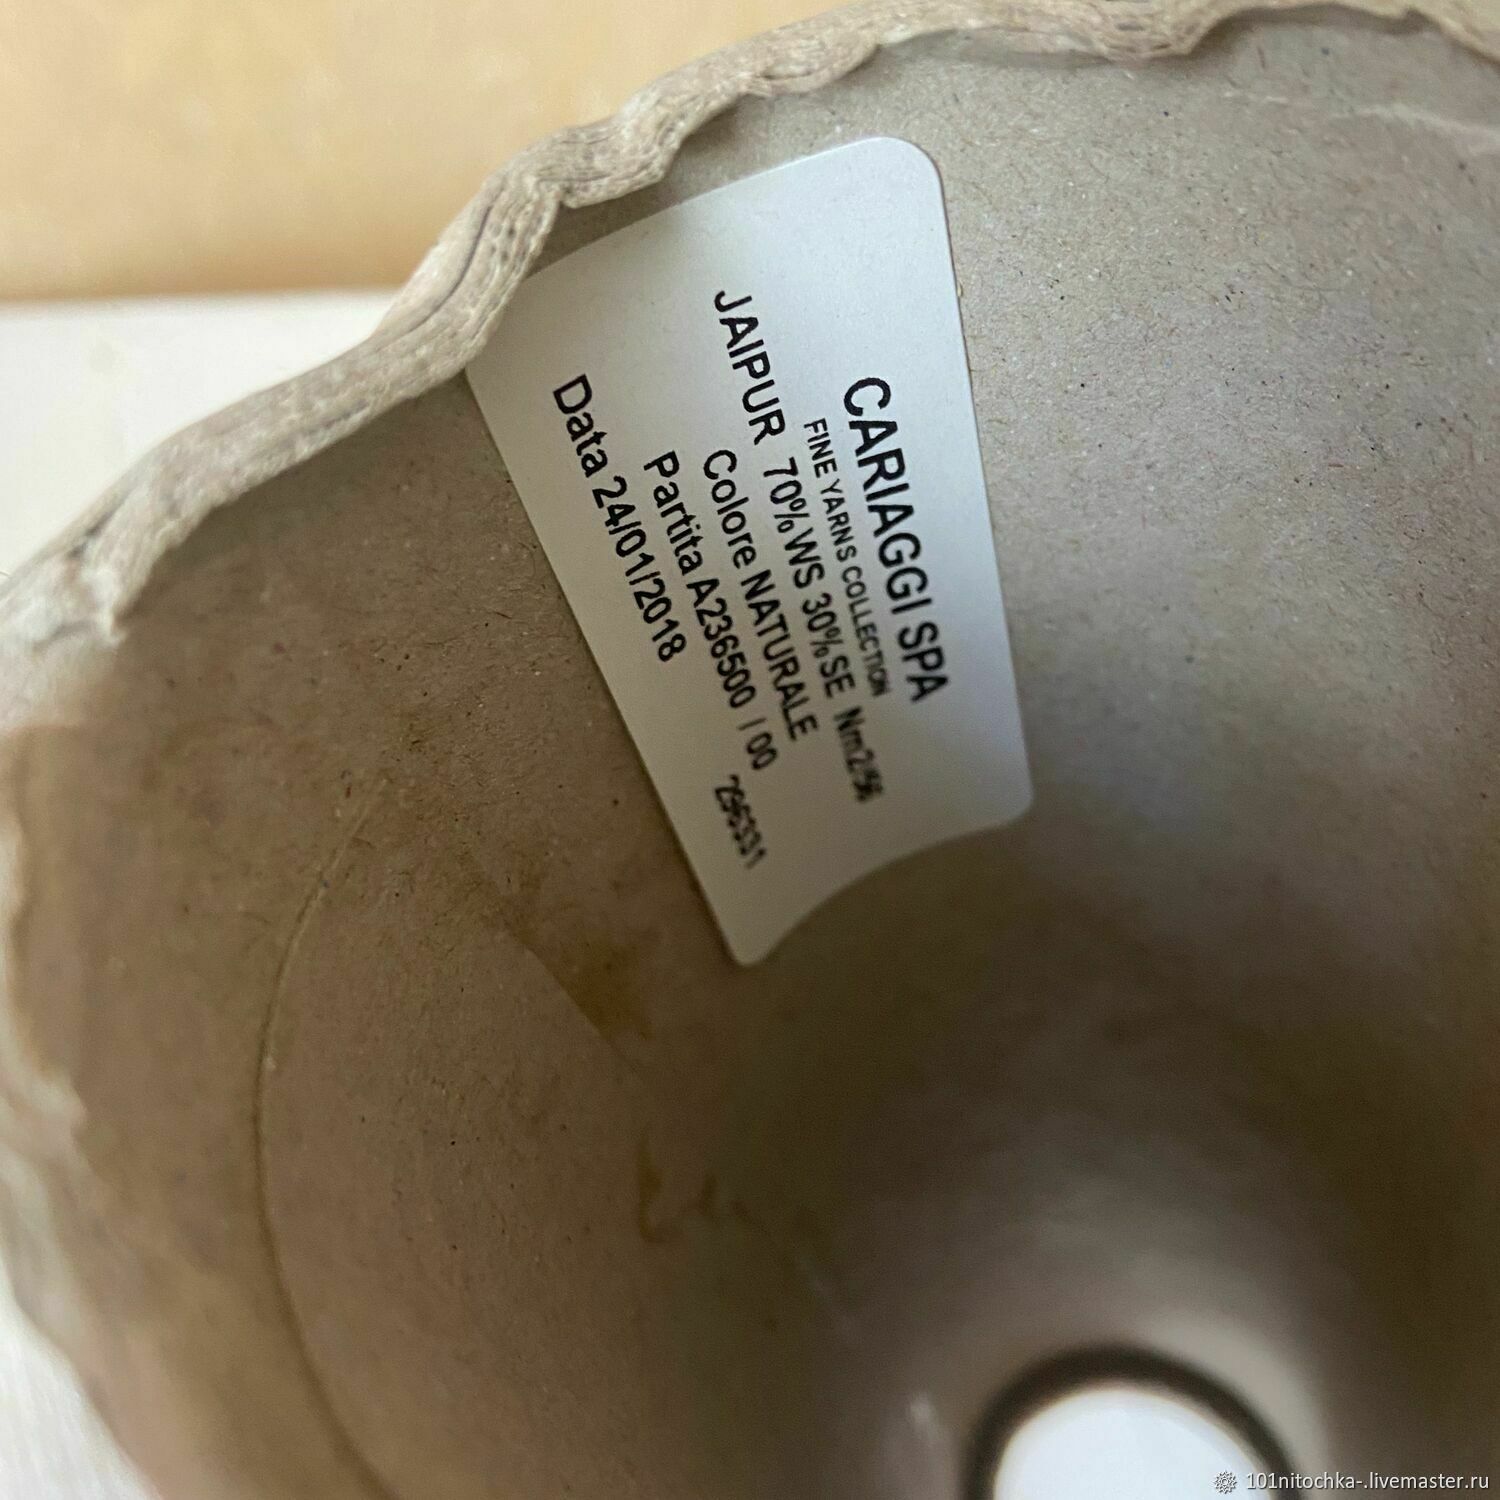 CARIAGGI SPA
FINE YARNS COLLECTION
JAIPUR 70% WS 30% SE
Colore NATURALE
Partita A236500 / 00
Data 24/01/2018
296331
101nitochka-.livemaster.ru